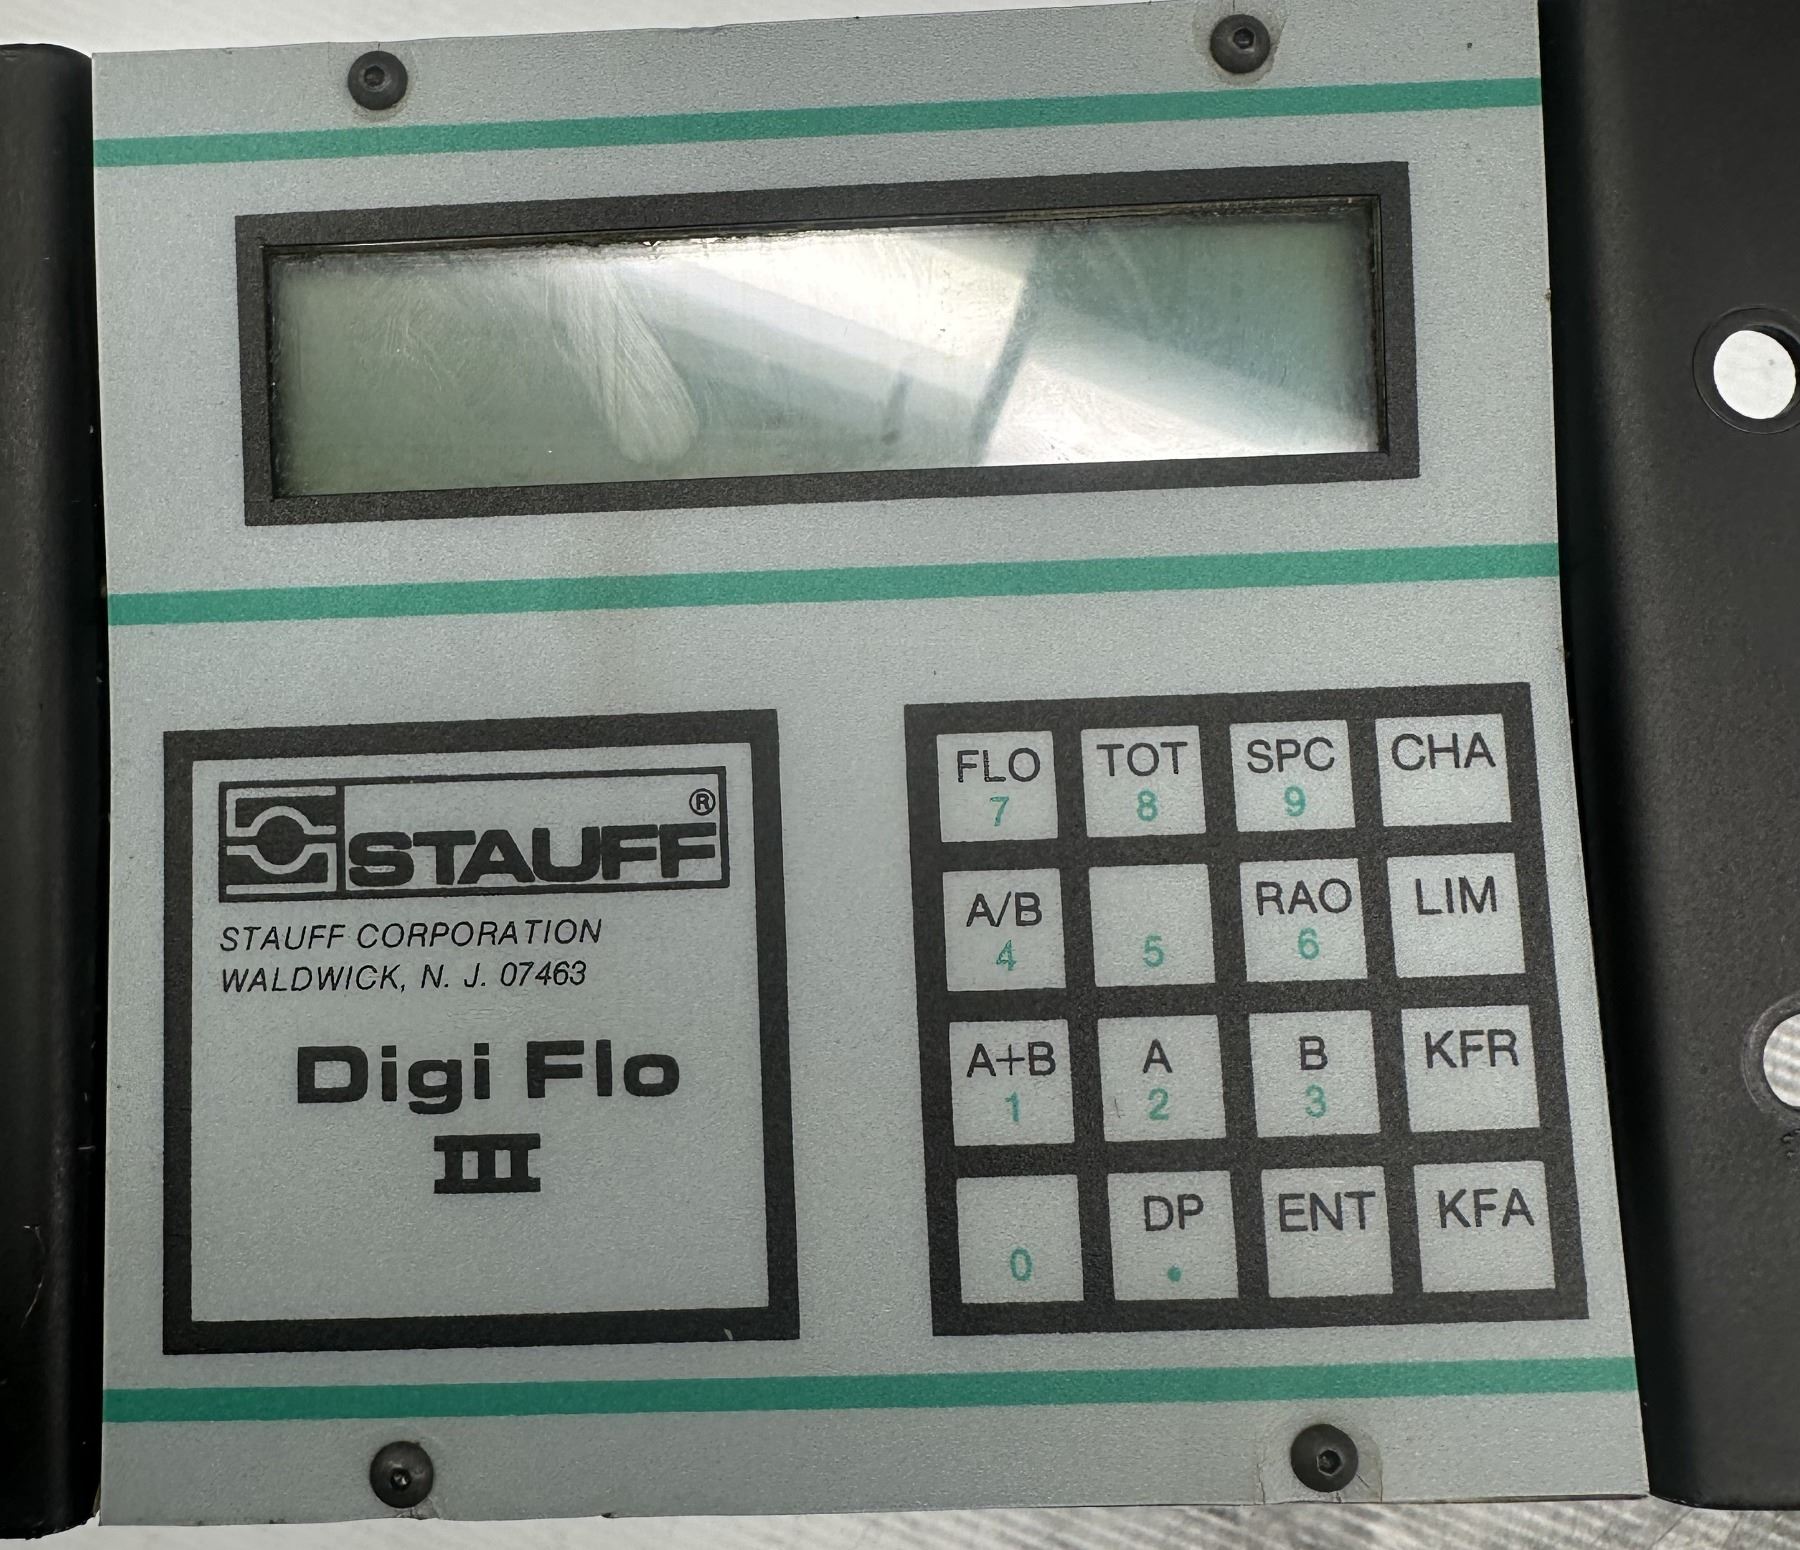 STAUFF®
STAUFF CORPORATION
WALDWICK, N. J. 07463
Digi Flo
III
FLO TOT SPC CHA
7 8 9
A/B RAO LIM
4 5 6
A+B A B KFR
1 2 3
DP ENT KFA
0 .